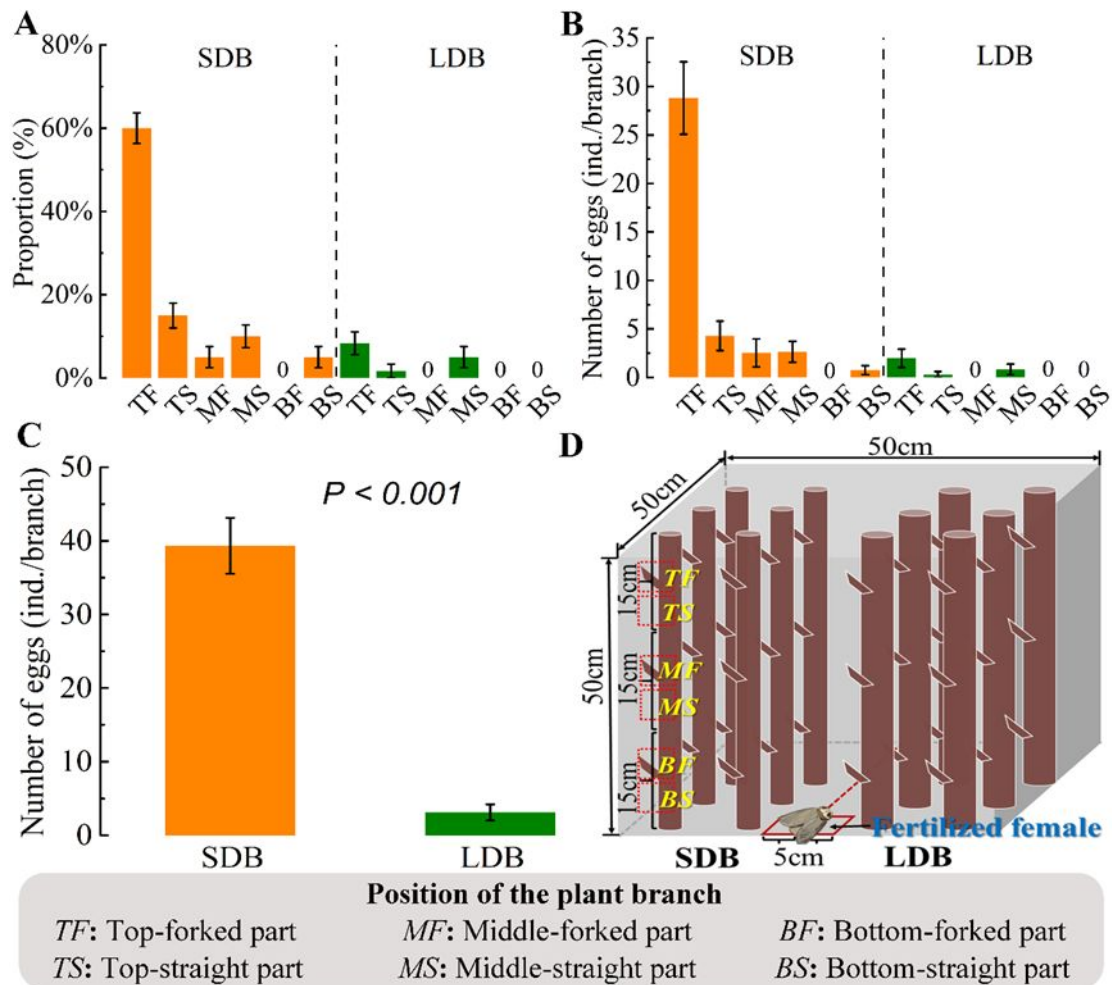 A
80%
60%
40%
20%
0%
Proportion (%)
SDB
LDB
0
0
0
0
TF
TS
MF
MS
BF
BS
TF
TS
MF
MS
BF
BS
B
35
30
25
20
15
10
5
0
Number of eggs (ind./branch)
SDB
LDB
0
0
0
0
TF
TS
MF
MS
BF
BS
TF
TS
MF
MS
BF
BS
C
50
40
30
20
10
0
Number of eggs (ind./branch)
P < 0.001
SDB
LDB
D
50cm
50cm
50cm
15cm
15cm
15cm
TF
TS
MF
MS
BF
BS
Fertilized female
SDB
5cm
LDB
Position of the plant branch
TF: Top-forked part
MF: Middle-forked part
BF: Bottom-forked part
TS: Top-straight part
MS: Middle-straight part
BS: Bottom-straight part